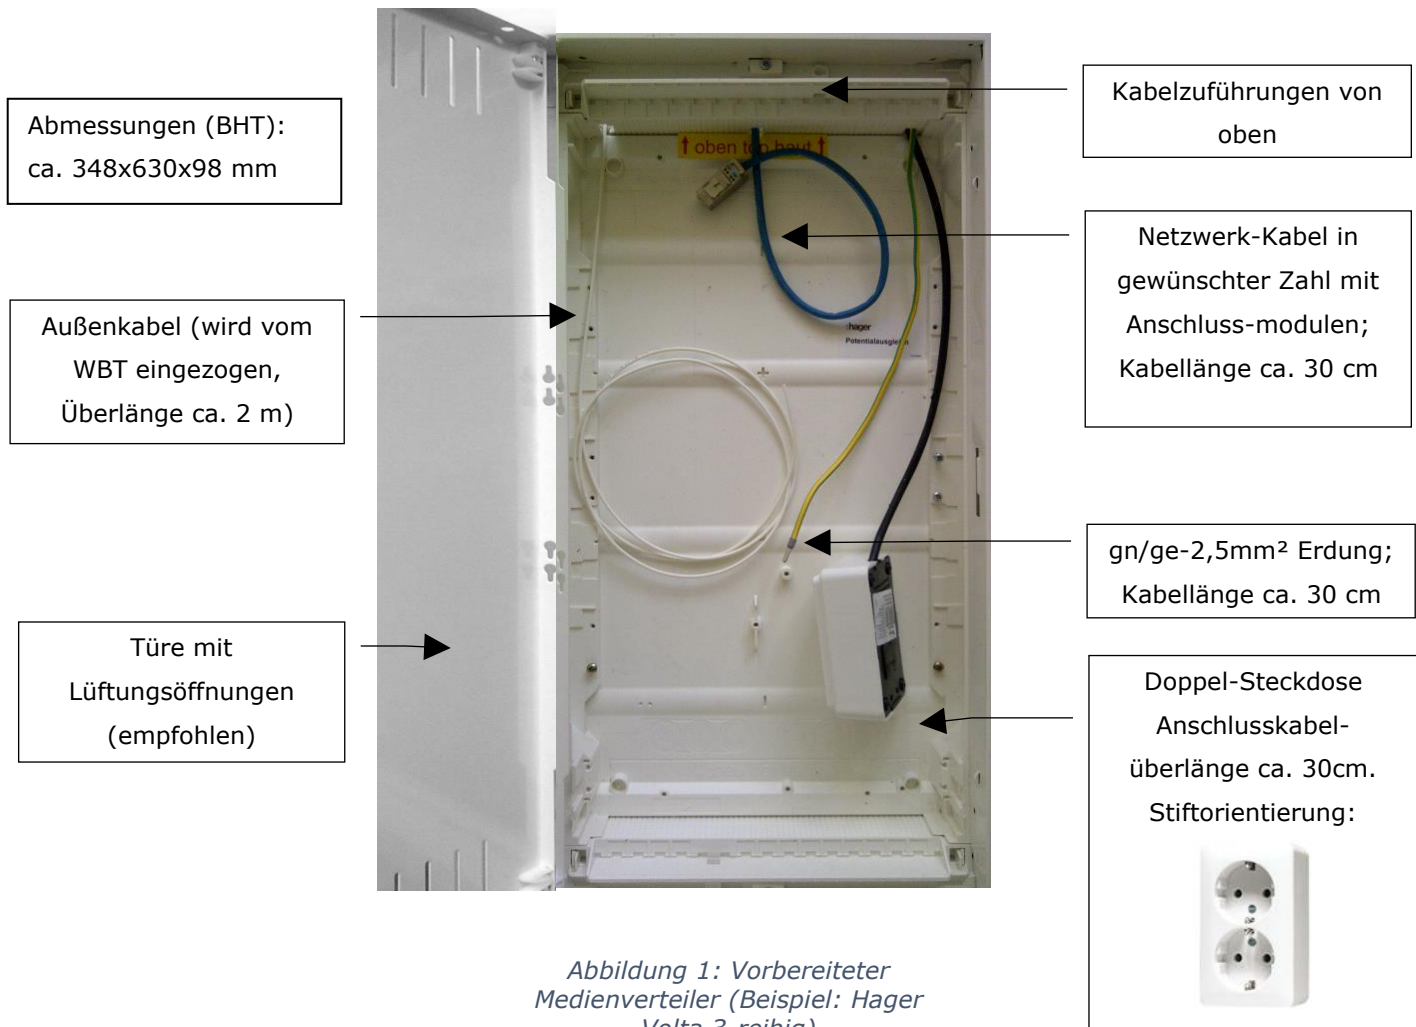 Abmessungen (BHT):
ca. 348x630x98 mm
Außenkabel (wird vom
WBT eingezogen,
Überlänge ca. 2 m)
Türe mit
Lüftungsöffnungen
(empfohlen)
↑ oben top haut ↑
:hager
Potentialausgleich
Kabelzuführungen von
oben
Netzwerk-Kabel in
gewünschter Zahl mit
Anschluss-modulen;
Kabellänge ca. 30 cm
gn/ge-2,5mm² Erdung;
Kabellänge ca. 30 cm
Doppel-Steckdose
Anschlusskabel-
überlänge ca. 30cm.
Stiftorientierung:
Abbildung 1: Vorbereiteter
Medienverteiler (Beispiel: Hager
Volta 3-reihig)